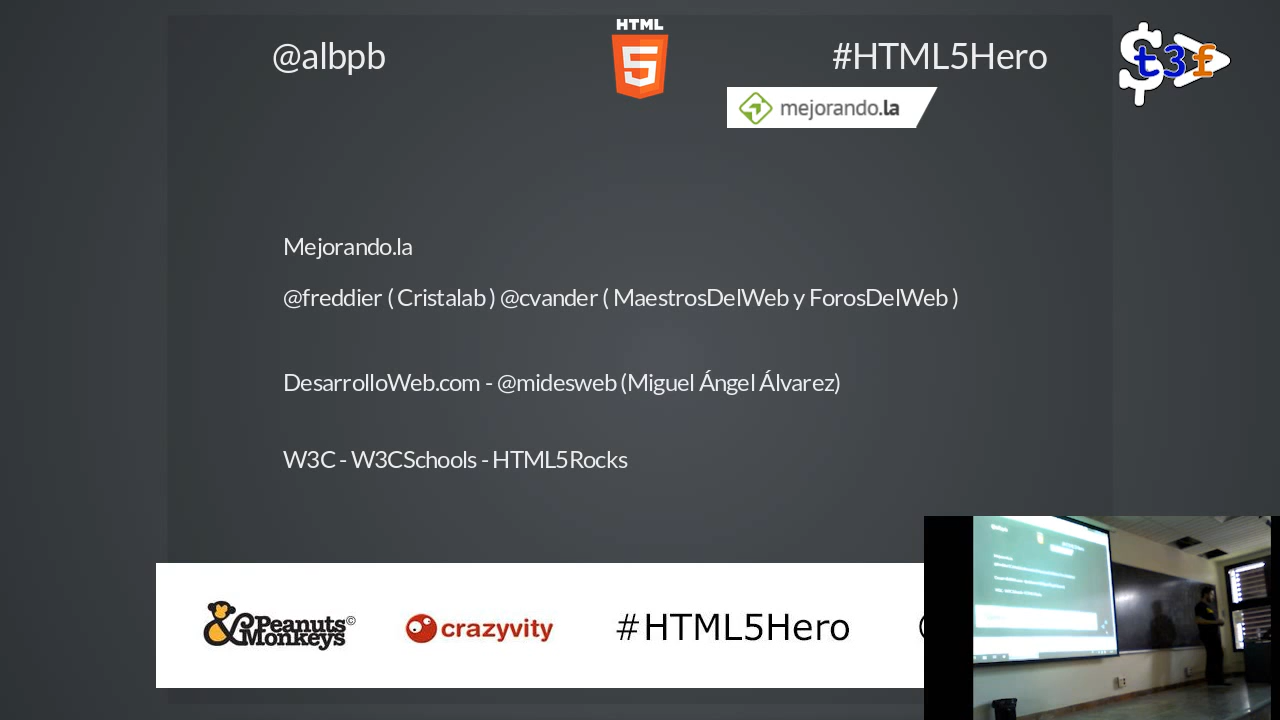 @albpb
HTML
5
#HTML5Hero
t3f
mejorando.la
Mejorando.la
@freddier ( Cristalab ) @cvander ( MaestrosDelWeb y ForosDelWeb )
DesarrolloWeb.com - @midesweb (Miguel Ángel Álvarez)
W3C - W3CSchools - HTML5Rocks
&Peanuts©
Monkeys
crazyvity
#HTML5Hero